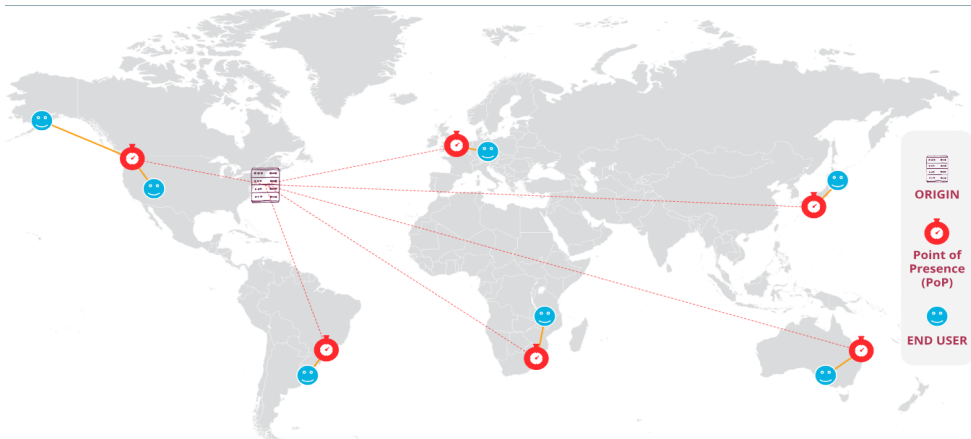 ORIGIN
Point of
Presence
(PoP)
END USER